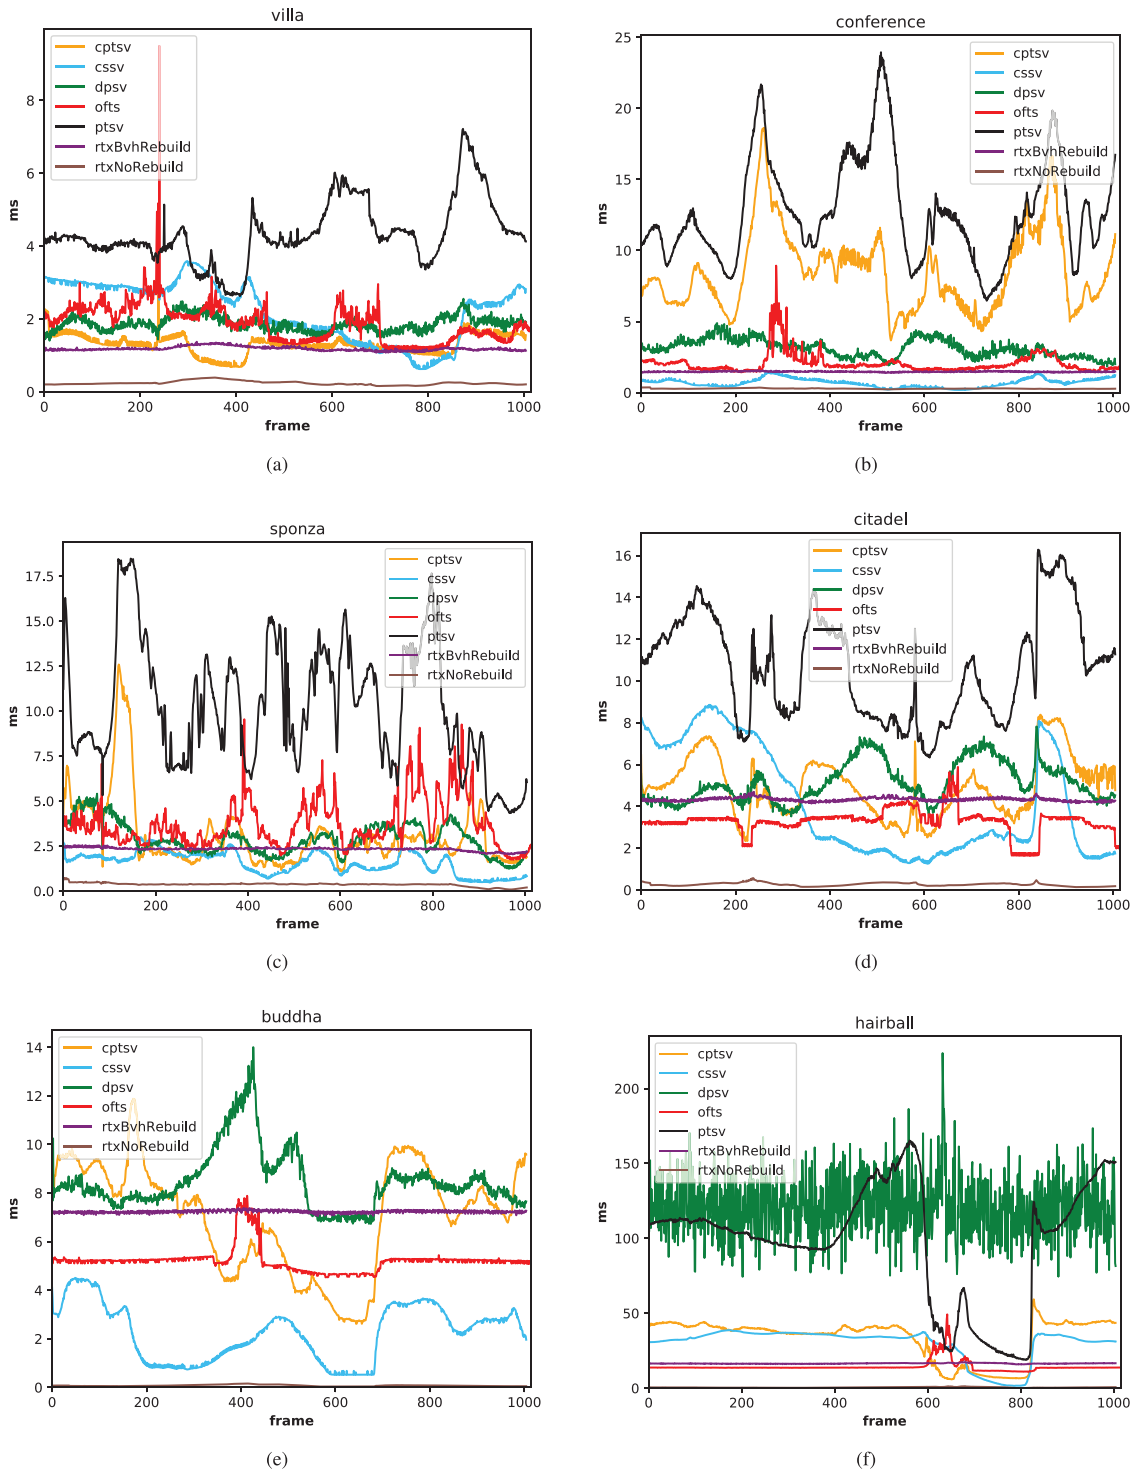 villa
cptsv
cssv
dpsv
ofts
ptsv
rtxBvhRebuild
rtxNoRebuild
8
6
4
2
0
ms
0 200 400 600 800 1000
frame
(a)
conference
cptsv
cssv
dpsv
ofts
ptsv
rtxBvhRebuild
rtxNoRebuild
25
20
15
10
5
0
ms
0 200 400 600 800 1000
frame
(b)
sponza
cptsv
cssv
dpsv
ofts
ptsv
rtxBvhRebuild
rtxNoRebuild
17.5
15.0
12.5
10.0
7.5
5.0
2.5
0.0
ms
0 200 400 600 800 1000
frame
(c)
citadel
cptsv
cssv
dpsv
ofts
ptsv
rtxBvhRebuild
rtxNoRebuild
16
14
12
10
8
6
4
2
0
ms
0 200 400 600 800 1000
frame
(d)
buddha
cptsv
cssv
dpsv
ofts
rtxBvhRebuild
rtxNoRebuild
14
12
10
8
6
4
2
0
ms
0 200 400 600 800 1000
frame
(e)
hairball
cptsv
cssv
dpsv
ofts
ptsv
rtxBvhRebuild
rtxNoRebuild
200
150
100
50
0
ms
0 200 400 600 800 1000
frame
(f)